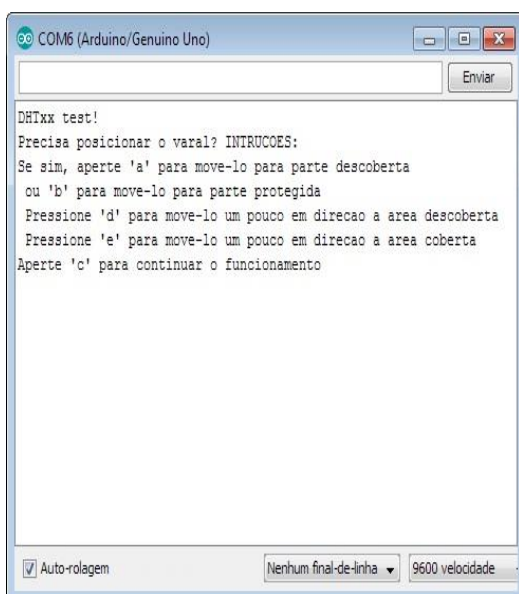 COM6 (Arduino/Genuino Uno)
Enviar
DHTxx test!
Precisa posicionar o varal? INTRUCOES:
Se sim, aperte 'a' para move-lo para parte descoberta
ou 'b' para move-lo para parte protegida
Pressione 'd' para move-lo um pouco em direcao a area descoberta
Pressione 'e' para move-lo um pouco em direcao a area coberta
Aperte 'c' para continuar o funcionamento
Auto-rolagem Nenhum final-de-linha 9600 velocidade